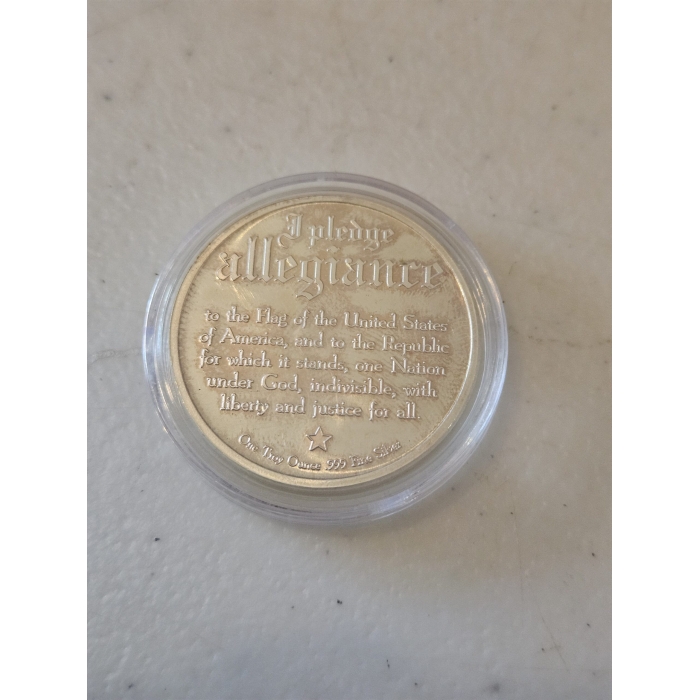 I pledge
allegiance
to the Flag of the United States
of America, and to the Republic
for which it stands, one Nation
under God, indivisible, with
liberty and justice for all.
One Troy Ounce 999 Fine Silver